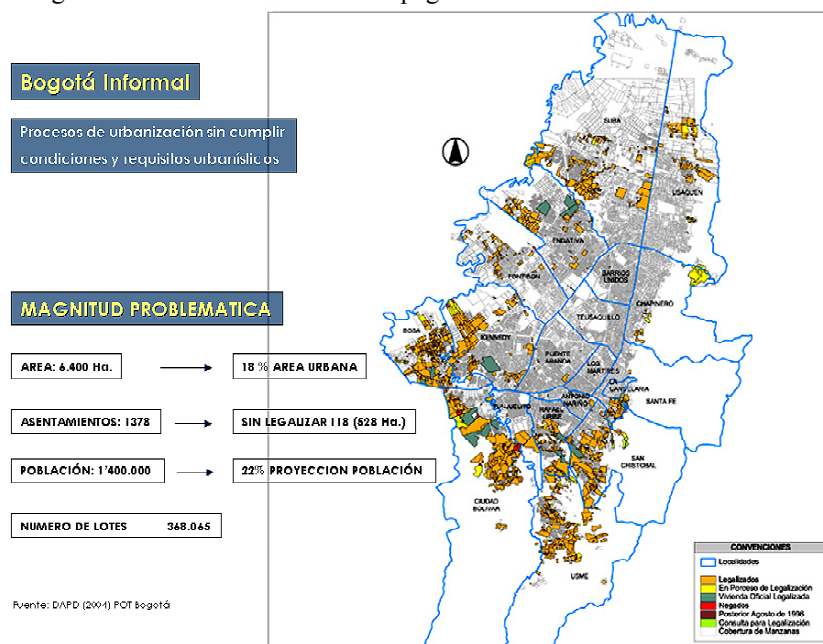 Bogotá Informal
Procesos de urbanización sin cumplir
condiciones y requisitos urbanísticos
MAGNITUD PROBLEMATICA
AREA: 6.400 Ha.
18 % AREA URBANA
ASENTAMIENTOS: 1378
SIN LEGALIZAR 118 (528 Ha.)
POBLACIÓN: 1'400.000
22% PROYECCION POBLACIÓN
NUMERO DE LOTES 368.065
Fuente: DAPD (2004) POT Bogotá
SUBA
USAQUEN
ENGATIVA
FONTIBON
BARRIOS
UNIDOS
CHAPINERO
TEUSAQUILLO
BOSA
KENNEDY
PUENTE
ARANDA
LOS
MARTIRES
LA
CANDELARIA
SANTA FE
ANTONIO
NARIÑO
TUNJUELITO
RAFAEL
URIBE
SAN
CRISTOBAL
CIUDAD
BOLIVAR
USME
CONVENCIONES
Localidades
Legalizados
En Porceso de Legalización
Vivienda Oficial Legalizada
Negados
Posterior Agosto de 1996
Consulta para Legalización
Cobertura de Manzanas